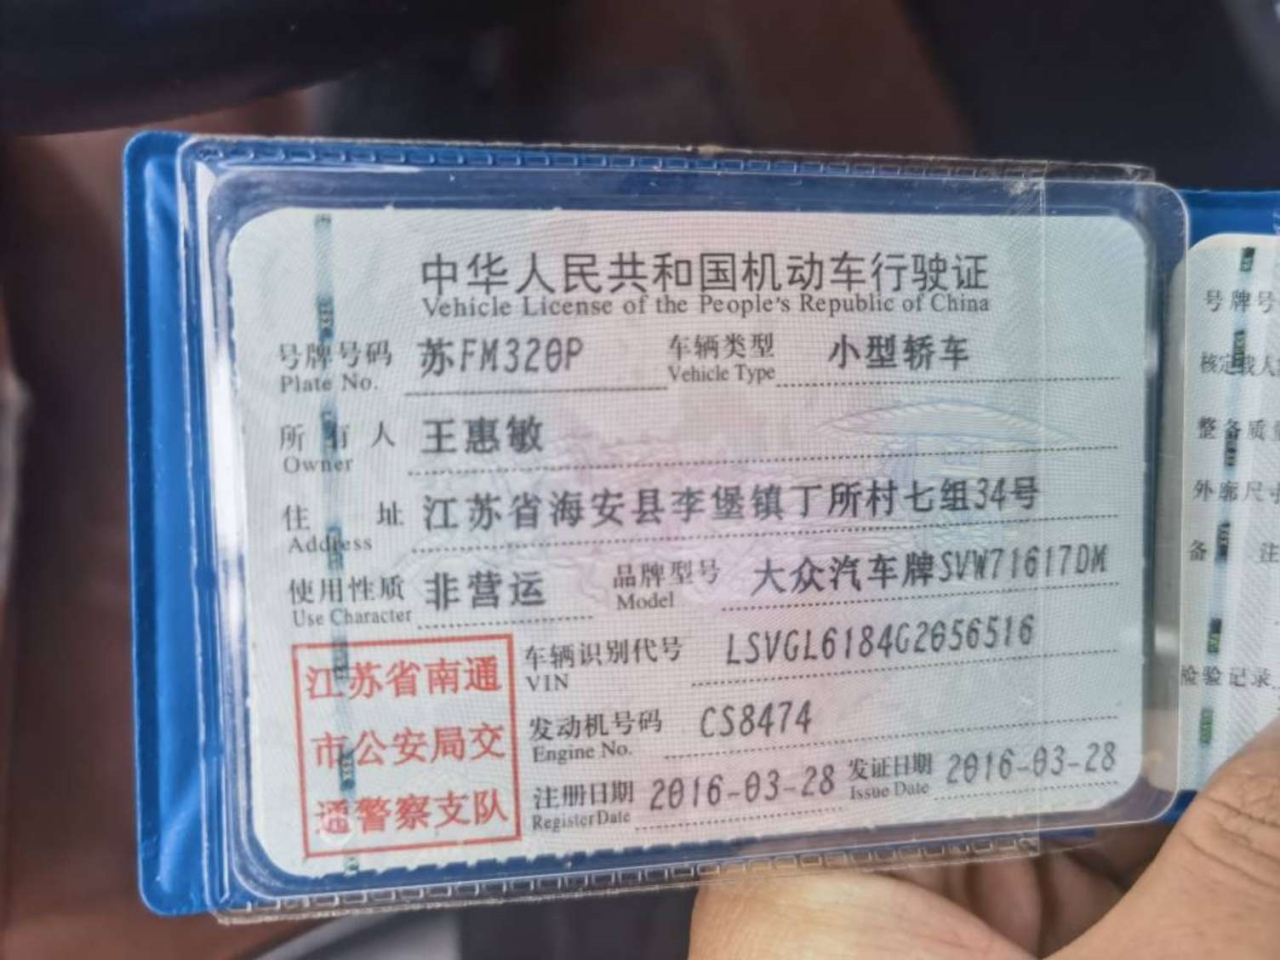 中华人民共和国机动车行驶证
Vehicle License of the People's Republic of China
号牌号码 苏FM320P 车辆类型 小型轿车
Plate No. Vehicle Type
所有人 王惠敏
Owner
住址 江苏省海安县李堡镇丁所村七组34号
Address
使用性质 非营运 品牌型号 大众汽车牌SVW71617DM
Use Character Model
车辆识别代号 LSVGL6184G2056516
VIN
发动机号码 CS8474
Engine No.
注册日期 2016-03-28 发证日期 2016-03-28
Register Date Issue Date
江苏省南通
市公安局交
通警察支队
号牌号
核定载人
整备质量
外廓尺寸
备 注
检验记录